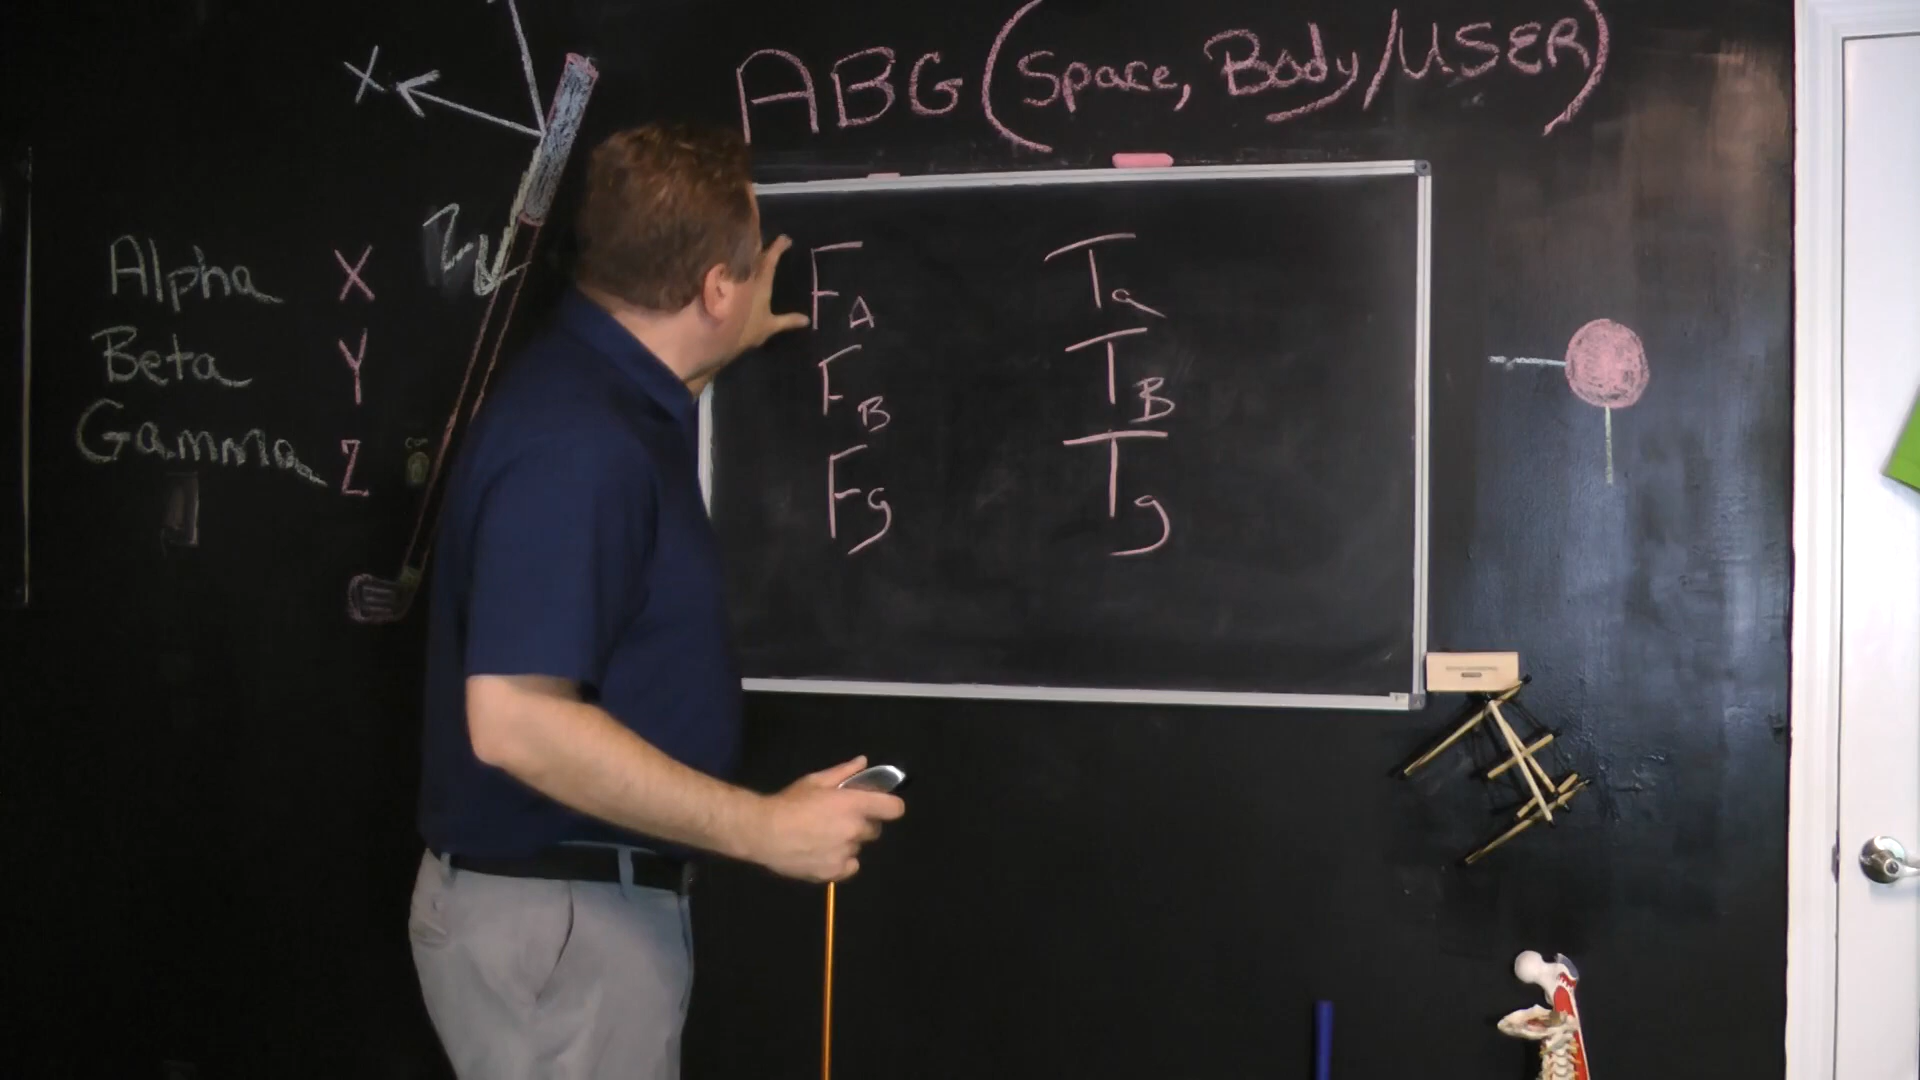 ABG (Space, Body/USER)
X
Z
Alpha X
Beta Y
Gamma Z
FA Ta
FB TB
Fg Tg